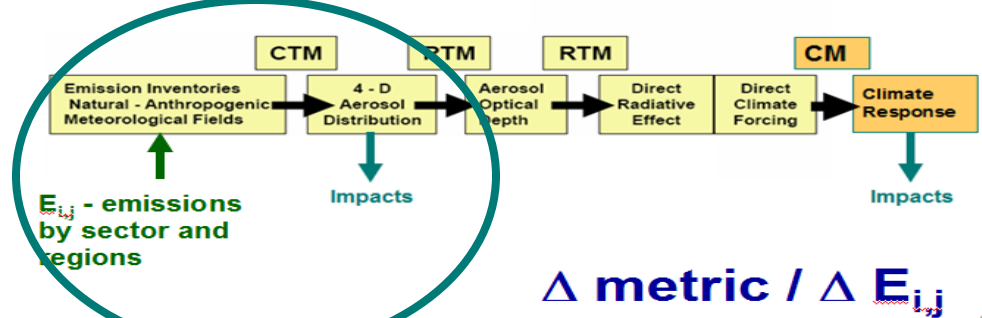 CTM
RTM
RTM
CM
Emission Inventories
Natural - Anthropogenic
Meteorological Fields
4 - D
Aerosol
Distribution
Aerosol
Optical
Depth
Direct
Radiative
Effect
Direct
Climate
Forcing
Climate
Response
Impacts
Impacts
Ei,j - emissions
by sector and
regions
Δ metric / Δ Ei,j